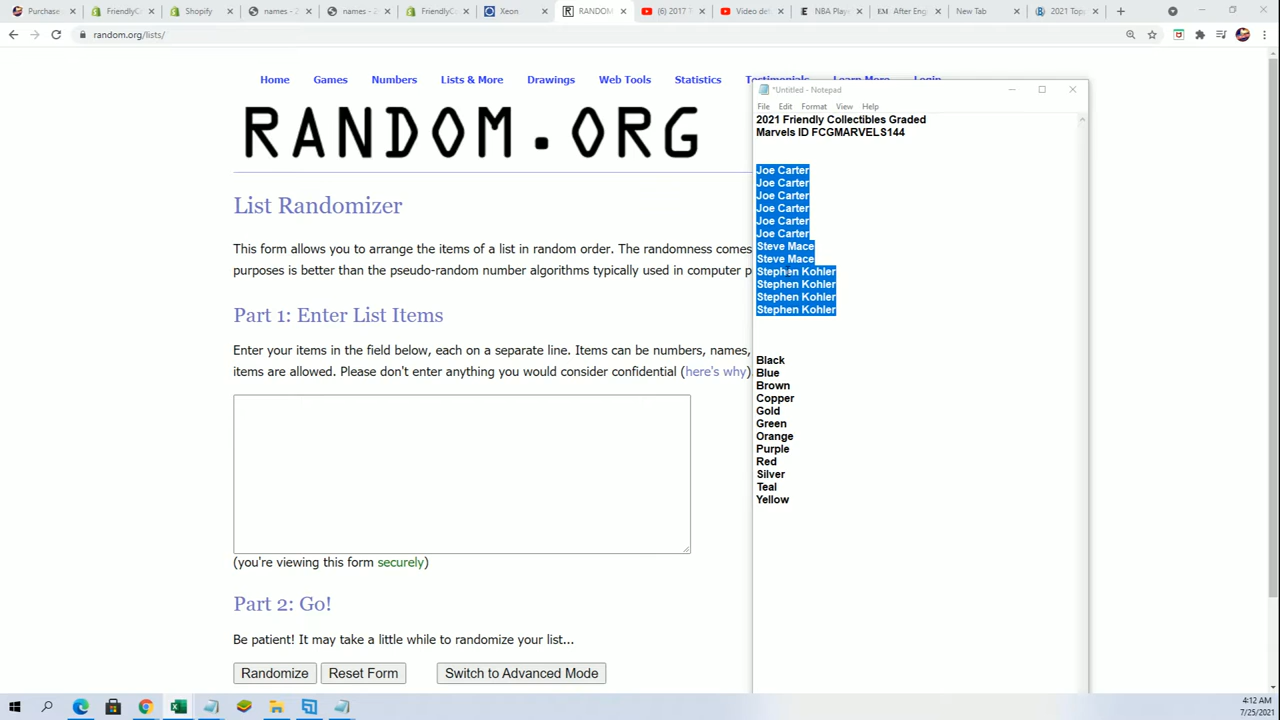 Purchase
FriendlyC
Shopify
names - 2
names - 2
FriendlyCo
Xeon
RANDOM
(6) 2017 T
Video de
NBA Play
After Eng
New Tab
2021 Top
random.org/lists/
Home Games Numbers Lists & More Drawings Web Tools Statistics Testimonials Learn More Login
RANDOM.ORG
List Randomizer
This form allows you to arrange the items of a list in random order. The randomness comes
purposes is better than the pseudo-random number algorithms typically used in computer p
Part 1: Enter List Items
Enter your items in the field below, each on a separate line. Items can be numbers, names,
items are allowed. Please don't enter anything you would consider confidential (here's why)
(you're viewing this form securely)
Part 2: Go!
Be patient! It may take a little while to randomize your list...
Randomize Reset Form Switch to Advanced Mode
*Untitled - Notepad
File Edit Format View Help
2021 Friendly Collectibles Graded
Marvels ID FCGMARVELS144
Joe Carter
Joe Carter
Joe Carter
Joe Carter
Joe Carter
Joe Carter
Steve Mace
Steve Mace
Stephen Kohler
Stephen Kohler
Stephen Kohler
Stephen Kohler
Black
Blue
Brown
Copper
Gold
Green
Orange
Purple
Red
Silver
Teal
Yellow
4:12 AM
7/25/2021